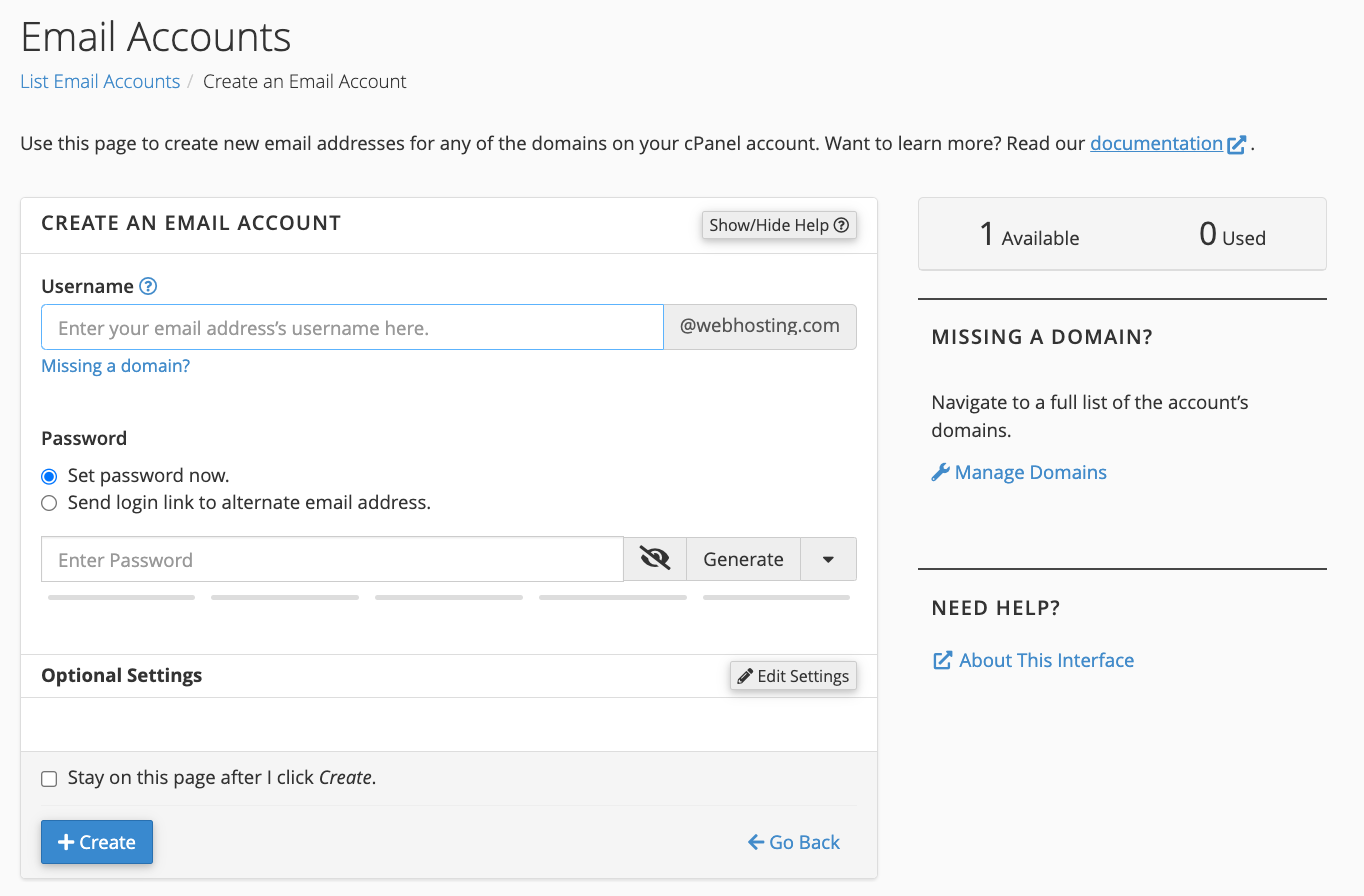 Email Accounts
List Email Accounts / Create an Email Account
Use this page to create new email addresses for any of the domains on your cPanel account. Want to learn more? Read our documentation .
CREATE AN EMAIL ACCOUNT
Show/Hide Help
Username
Enter your email address’s username here.
@webhosting.com
Missing a domain?
Password
Set password now.
Send login link to alternate email address.
Enter Password
Generate
Optional Settings
Edit Settings
Stay on this page after I click Create.
Create
Go Back
1 Available
0 Used
MISSING A DOMAIN?
Navigate to a full list of the account’s
domains.
Manage Domains
NEED HELP?
About This Interface